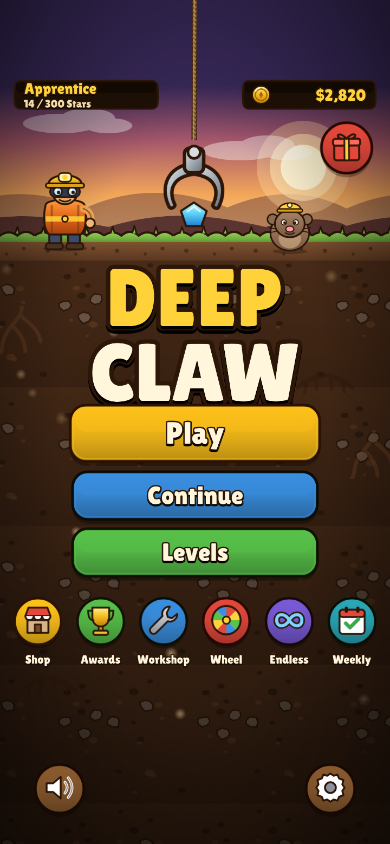 Apprentice
14 / 300 Stars
$2,820
DEEP
CLAW
Play
Continue
Levels
Shop
Awards
Workshop
Wheel
Endless
Weekly